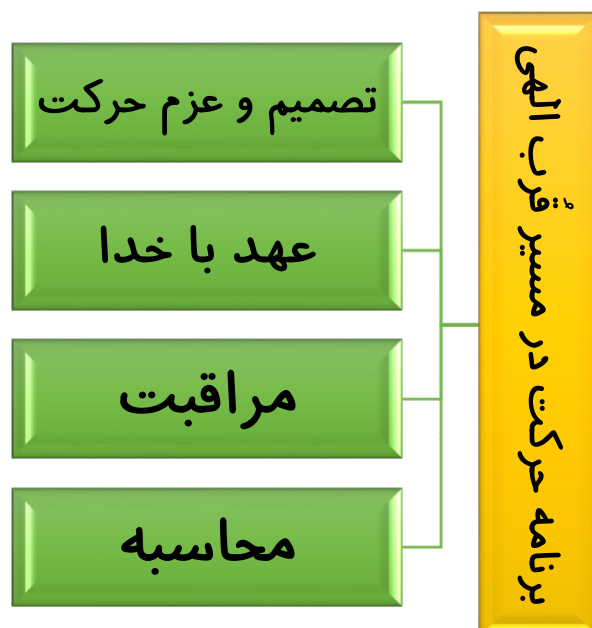 برنامه حرکت در مسیر قُرب الهی
تصمیم و عزم حرکت
عهد با خدا
مراقبت
محاسبه